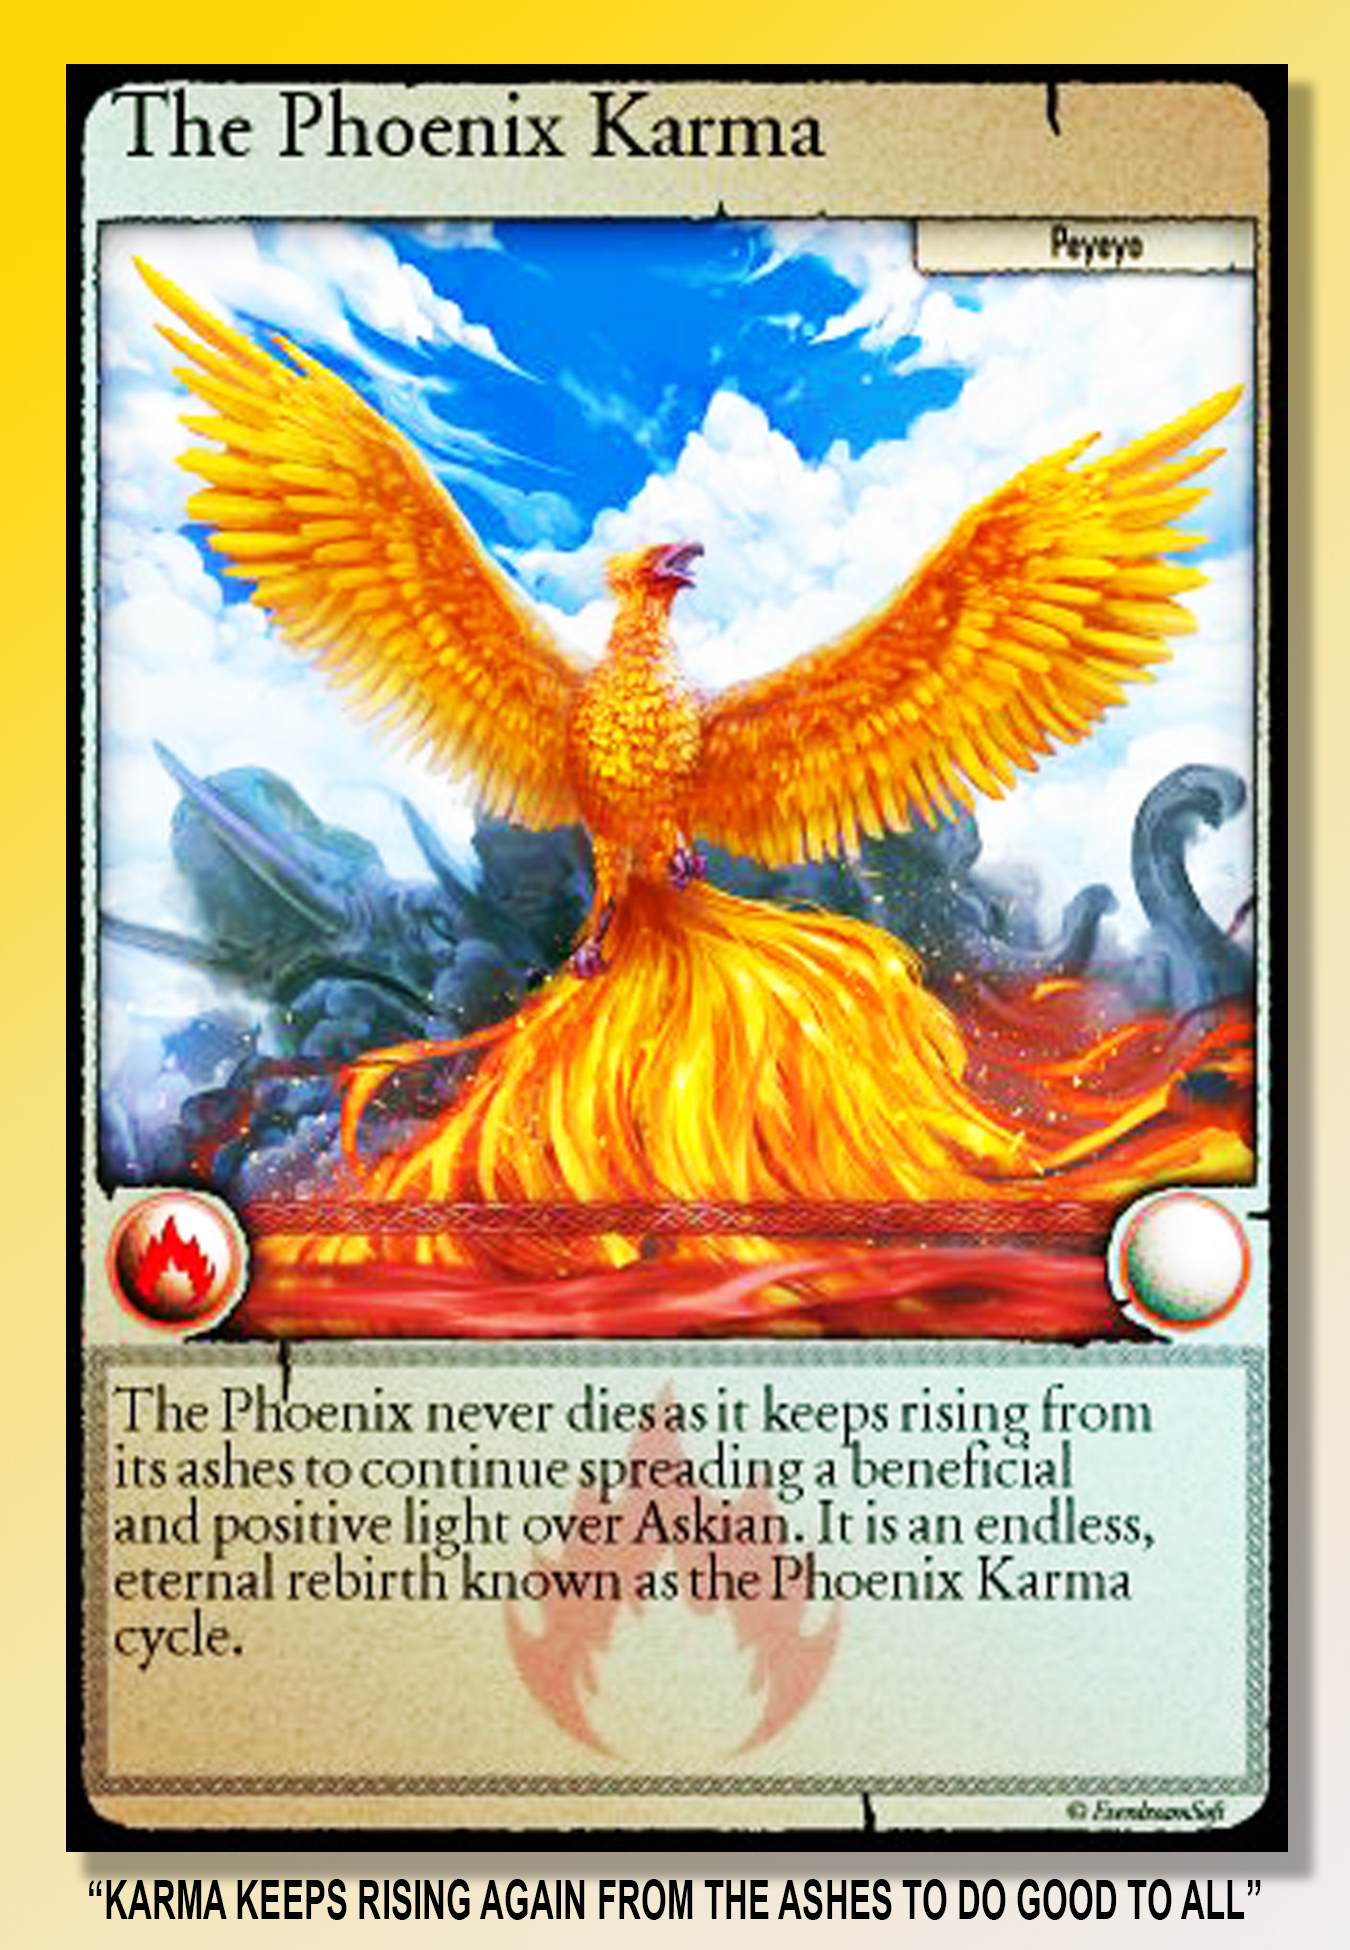 The Phoenix Karma
Peyeyo
The Phoenix never dies as it keeps rising from
its ashes to continue spreading a beneficial
and positive light over Askian. It is an endless,
eternal rebirth known as the Phoenix Karma
cycle.
© EverdreamSoft
“KARMA KEEPS RISING AGAIN FROM THE ASHES TO DO GOOD TO ALL”